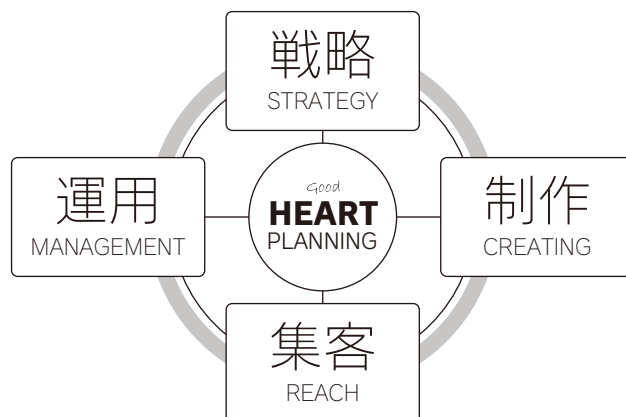 戦略
STRATEGY
運用
MANAGEMENT
Good
HEART
PLANNING
制作
CREATING
集客
REACH